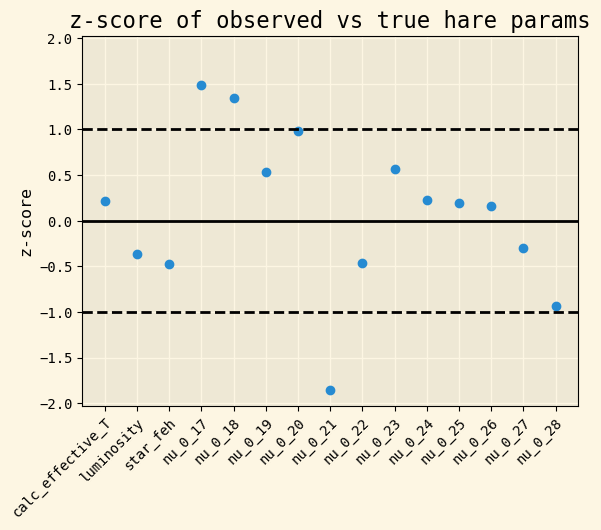 z-score of observed vs true hare params
z-score
2.0
1.5
1.0
0.5
0.0
−0.5
−1.0
−1.5
−2.0
calc_effective_T
luminosity
star_feh
nu_0_17
nu_0_18
nu_0_19
nu_0_20
nu_0_21
nu_0_22
nu_0_23
nu_0_24
nu_0_25
nu_0_26
nu_0_27
nu_0_28